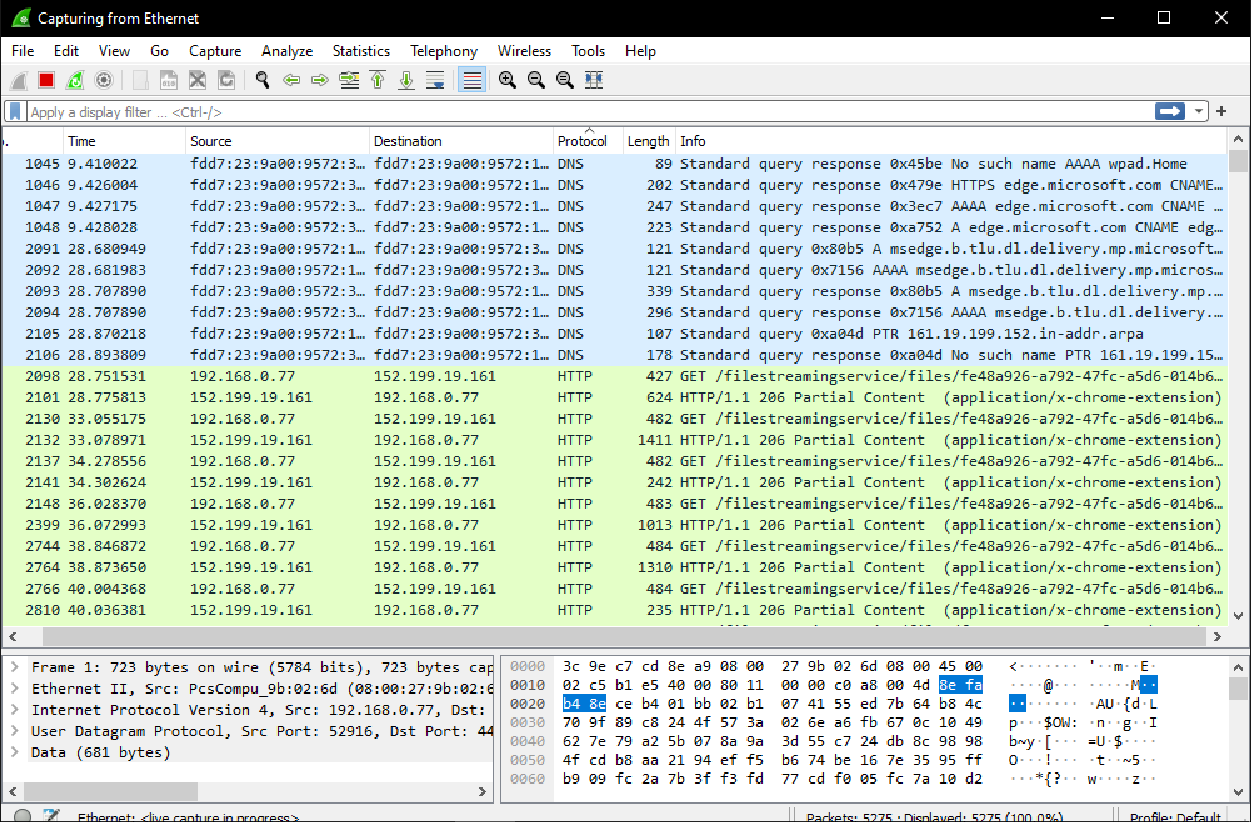 Capturing from Ethernet
File Edit View Go Capture Analyze Statistics Telephony Wireless Tools Help
Apply a display filter ... <Ctrl-/>
Time Source Destination Protocol Length Info
1045 9.410022 fdd7:23:9a00:9572:3… fdd7:23:9a00:9572:1… DNS 89 Standard query response 0x45be No such name AAAA wpad.Home
1046 9.426004 fdd7:23:9a00:9572:3… fdd7:23:9a00:9572:1… DNS 202 Standard query response 0x479e HTTPS edge.microsoft.com CNAME…
1047 9.427175 fdd7:23:9a00:9572:3… fdd7:23:9a00:9572:1… DNS 247 Standard query response 0x3ec7 AAAA edge.microsoft.com CNAME …
1048 9.428028 fdd7:23:9a00:9572:3… fdd7:23:9a00:9572:1… DNS 223 Standard query response 0xa752 A edge.microsoft.com CNAME edg…
2091 28.680949 fdd7:23:9a00:9572:1… fdd7:23:9a00:9572:3… DNS 121 Standard query 0x80b5 A msedge.b.tlu.dl.delivery.mp.microsoft…
2092 28.681983 fdd7:23:9a00:9572:1… fdd7:23:9a00:9572:3… DNS 121 Standard query 0x7156 AAAA msedge.b.tlu.dl.delivery.mp.micros…
2093 28.707890 fdd7:23:9a00:9572:3… fdd7:23:9a00:9572:1… DNS 339 Standard query response 0x80b5 A msedge.b.tlu.dl.delivery.mp.…
2094 28.707890 fdd7:23:9a00:9572:3… fdd7:23:9a00:9572:1… DNS 296 Standard query response 0x7156 AAAA msedge.b.tlu.dl.delivery.…
2105 28.870218 fdd7:23:9a00:9572:1… fdd7:23:9a00:9572:3… DNS 107 Standard query 0xa04d PTR 161.19.199.152.in-addr.arpa
2106 28.893809 fdd7:23:9a00:9572:3… fdd7:23:9a00:9572:1… DNS 178 Standard query response 0xa04d No such name PTR 161.19.199.15…
2098 28.751531 192.168.0.77 152.199.19.161 HTTP 427 GET /filestreamingservice/files/fe48a926-a792-47fc-a5d6-014b6…
2101 28.775813 152.199.19.161 192.168.0.77 HTTP 624 HTTP/1.1 206 Partial Content (application/x-chrome-extension)
2130 33.055175 192.168.0.77 152.199.19.161 HTTP 482 GET /filestreamingservice/files/fe48a926-a792-47fc-a5d6-014b6…
2132 33.078971 152.199.19.161 192.168.0.77 HTTP 1411 HTTP/1.1 206 Partial Content (application/x-chrome-extension)
2137 34.278556 192.168.0.77 152.199.19.161 HTTP 482 GET /filestreamingservice/files/fe48a926-a792-47fc-a5d6-014b6…
2141 34.302624 152.199.19.161 192.168.0.77 HTTP 242 HTTP/1.1 206 Partial Content (application/x-chrome-extension)
2148 36.028370 192.168.0.77 152.199.19.161 HTTP 483 GET /filestreamingservice/files/fe48a926-a792-47fc-a5d6-014b6…
2399 36.072993 152.199.19.161 192.168.0.77 HTTP 1013 HTTP/1.1 206 Partial Content (application/x-chrome-extension)
2744 38.846872 192.168.0.77 152.199.19.161 HTTP 484 GET /filestreamingservice/files/fe48a926-a792-47fc-a5d6-014b6…
2764 38.873650 152.199.19.161 192.168.0.77 HTTP 1310 HTTP/1.1 206 Partial Content (application/x-chrome-extension)
2766 40.004368 192.168.0.77 152.199.19.161 HTTP 484 GET /filestreamingservice/files/fe48a926-a792-47fc-a5d6-014b6…
2810 40.036381 152.199.19.161 192.168.0.77 HTTP 235 HTTP/1.1 206 Partial Content (application/x-chrome-extension)
Frame 1: 723 bytes on wire (5784 bits), 723 bytes cap
Ethernet II, Src: PcsCompu_9b:02:6d (08:00:27:9b:02:6
Internet Protocol Version 4, Src: 192.168.0.77, Dst:
User Datagram Protocol, Src Port: 52916, Dst Port: 44
Data (681 bytes)
0000 3c 9e c7 cd 8e a9 08 00 27 9b 02 6d 08 00 45 00 <······· '··m··E·
0010 02 c5 b1 e5 40 00 80 11 00 00 c0 a8 00 4d 8e fa ····@··· ·····M··
0020 b4 8e ce b4 01 bb 02 b1 07 41 55 ed 7b 64 b8 4c ········ ·AU·{d·L
0030 70 9f 89 c8 24 4f 57 3a 02 6e a6 fb 67 0c 10 49 p···$OW: ·n··g··I
0040 62 7e 79 a2 5b 07 8a 9a 3d 55 c7 24 db 8c 98 98 b~y·[··· =U·$····
0050 4f cd b8 aa 21 94 ef f5 b6 74 be 16 7e 35 95 ff O···!··· ·t··~5··
0060 b9 09 fc 2a 7b 3f f3 fd 77 cd f0 05 fc 7a 10 d2 ···*{?·· w····z··
Ethernet: <live capture in progress>
Packets: 5275 · Displayed: 5275 (100.0%)
Profile: Default